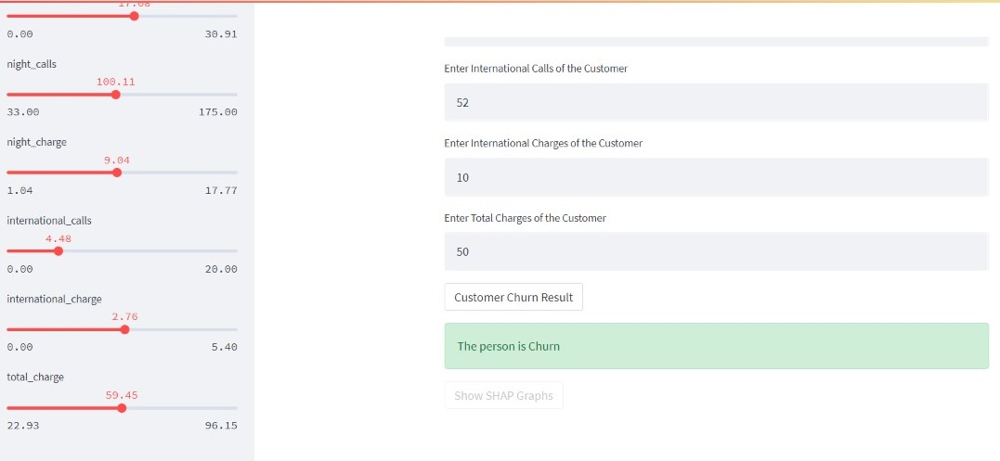 17.08
0.00 30.91
night_calls
100.11
33.00 175.00
night_charge
9.04
1.04 17.77
international_calls
4.48
0.00 20.00
international_charge
2.76
0.00 5.40
total_charge
59.45
22.93 96.15
Enter International Calls of the Customer
52
Enter International Charges of the Customer
10
Enter Total Charges of the Customer
50
Customer Churn Result
The person is Churn
Show SHAP Graphs